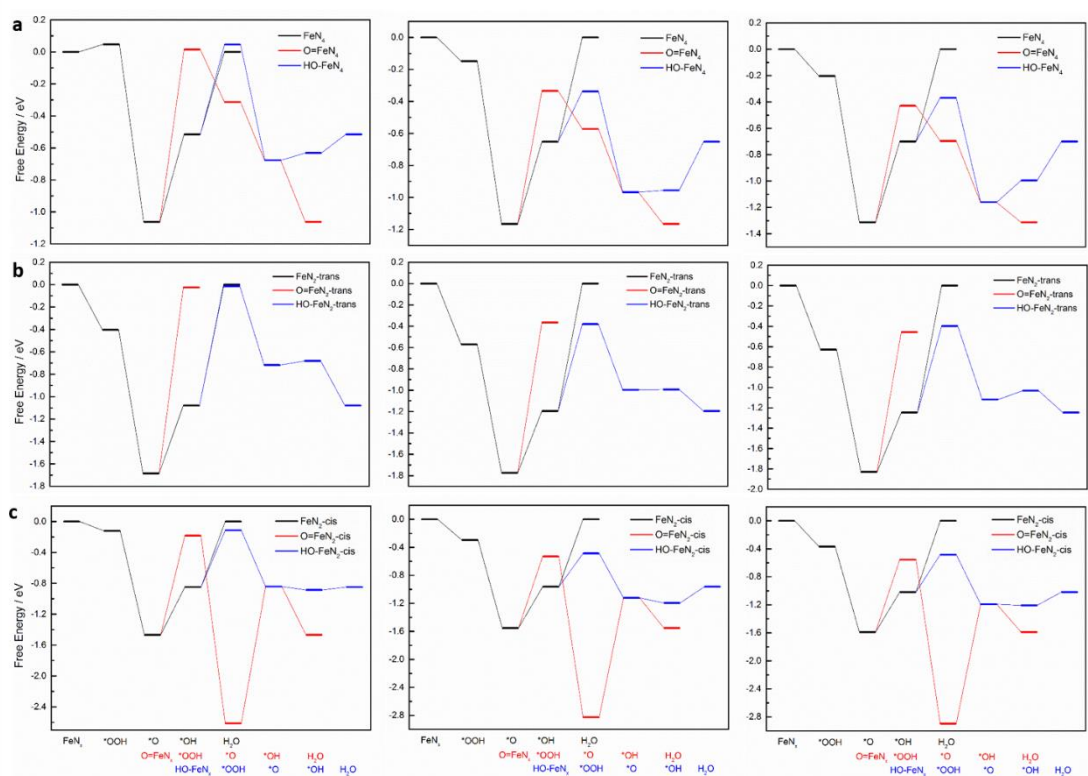 a
0.2
0.0
-0.2
-0.4
-0.6
-0.8
-1.0
-1.2
Free Energy / eV
FeN₄
O=FeN₄
HO-FeN₄
0.2
0.0
-0.2
-0.4
-0.6
-0.8
-1.0
-1.2
FeN₄
O=FeN₄
HO-FeN₄
0.2
0.0
-0.2
-0.4
-0.6
-0.8
-1.0
-1.2
-1.4
FeN₄
O=FeN₄
HO-FeN₄
b
0.2
0.0
-0.2
-0.4
-0.6
-0.8
-1.0
-1.2
-1.4
-1.6
-1.8
Free Energy / eV
FeN₂-trans
O=FeN₂-trans
HO-FeN₂-trans
0.2
0.0
-0.2
-0.4
-0.6
-0.8
-1.0
-1.2
-1.4
-1.6
-1.8
FeN₂-trans
O=FeN₂-trans
HO-FeN₂-trans
0.2
0.0
-0.2
-0.4
-0.6
-0.8
-1.0
-1.2
-1.4
-1.6
-1.8
-2.0
FeN₂-trans
O=FeN₂-trans
HO-FeN₂-trans
c
0.0
-0.4
-0.8
-1.2
-1.6
-2.0
-2.4
Free Energy / eV
FeN₂-cis
O=FeN₂-cis
HO-FeN₂-cis
0.0
-0.4
-0.8
-1.2
-1.6
-2.0
-2.4
-2.8
FeN₂-cis
O=FeN₂-cis
HO-FeN₂-cis
0.0
-0.4
-0.8
-1.2
-1.6
-2.0
-2.4
-2.8
FeN₂-cis
O=FeN₂-cis
HO-FeN₂-cis
FeNₓ *OOH *O *OH H₂O
O=FeNₓ *OOH *O *OH H₂O
HO-FeNₓ *OOH *O *OH H₂O
FeNₓ *OOH *O *OH H₂O
O=FeNₓ *OOH *O *OH H₂O
HO-FeNₓ *OOH *O *OH H₂O
FeNₓ *OOH *O *OH H₂O
O=FeNₓ *OOH *O *OH H₂O
HO-FeNₓ *OOH *O *OH H₂O